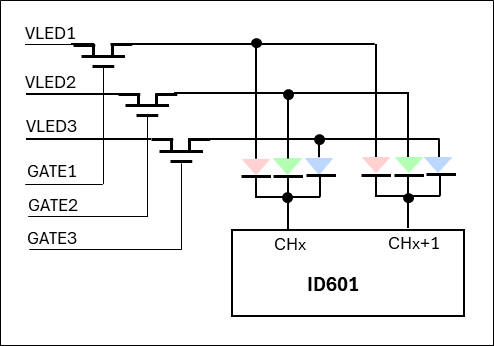 VLED1
VLED2
VLED3
GATE1
GATE2
GATE3
CHx
CHx+1
ID601